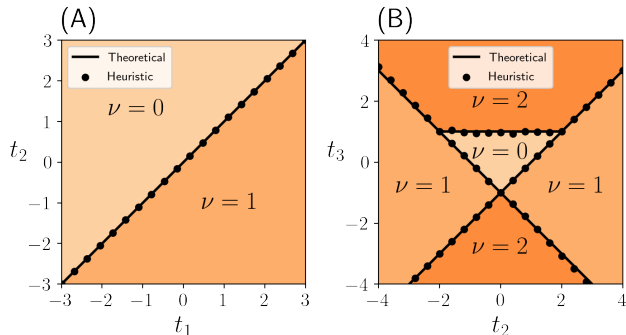 (A)
3
2
1
0
−1
−2
−3
−3 −2 −1 0 1 2 3
t₂
t₁
Theoretical
Heuristic
ν = 0
ν = 1
(B)
4
2
0
−2
−4
−4 −2 0 2 4
t₃
t₂
Theoretical
Heuristic
ν = 2
ν = 0
ν = 1 ν = 1
ν = 2